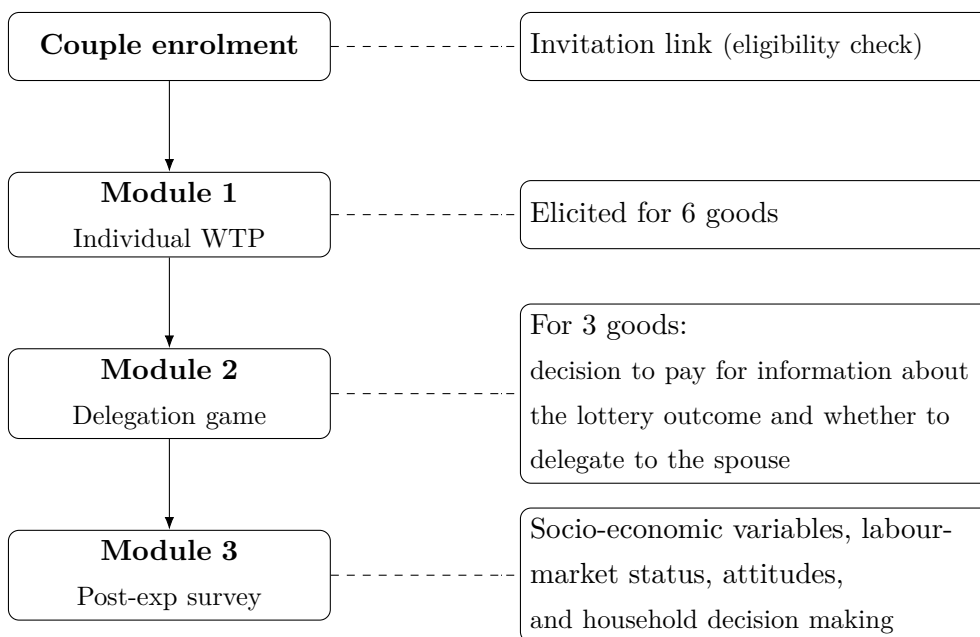 Couple enrolment
Invitation link (eligibility check)
Module 1
Individual WTP
Elicited for 6 goods
Module 2
Delegation game
For 3 goods:
decision to pay for information about
the lottery outcome and whether to
delegate to the spouse
Module 3
Post-exp survey
Socio-economic variables, labour-
market status, attitudes,
and household decision making